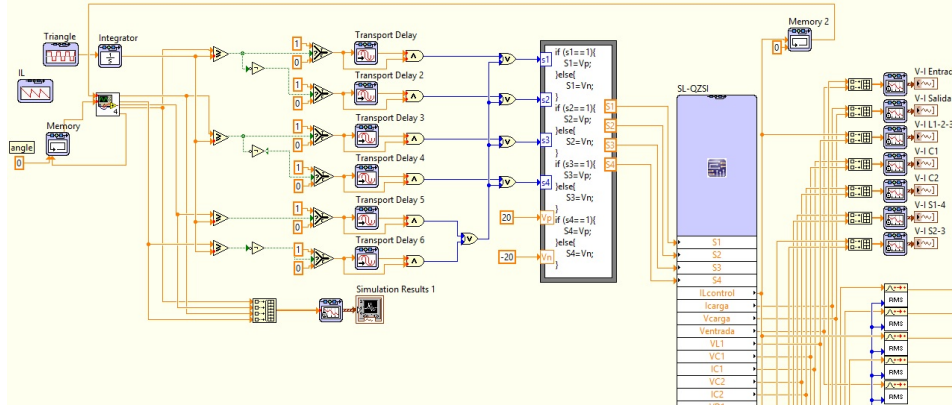 Triangle
Integrator
IL
4
Memory
angle
0
1
0
Transport Delay
1
0
Transport Delay 2
1
0
Transport Delay 3
1
0
Transport Delay 4
1
0
Transport Delay 5
1
0
Transport Delay 6
Simulation Results 1
s1
s2
s3
s4
20
Vp
-20
Vn
if (s1==1){
S1=Vp;
}else{
S1=Vn;
}
if (s2==1){
S2=Vp;
}else{
S2=Vn;
}
if (s3==1){
S3=Vp;
}else{
S3=Vn;
}
if (s4==1){
S4=Vp;
}else{
S4=Vn;
}
S1
S2
S3
S4
SL-QZSI
S1
S2
S3
S4
ILcontrol
Icarga
Vcarga
Ventrada
VL1
VC1
IC1
VC2
IC2
Memory 2
0
V-I Entrad
V-I Salida
V-I L1-2-3
V-I C1
V-I C2
V-I S1-4
V-I S2-3
RMS
RMS
RMS
RMS
RMS